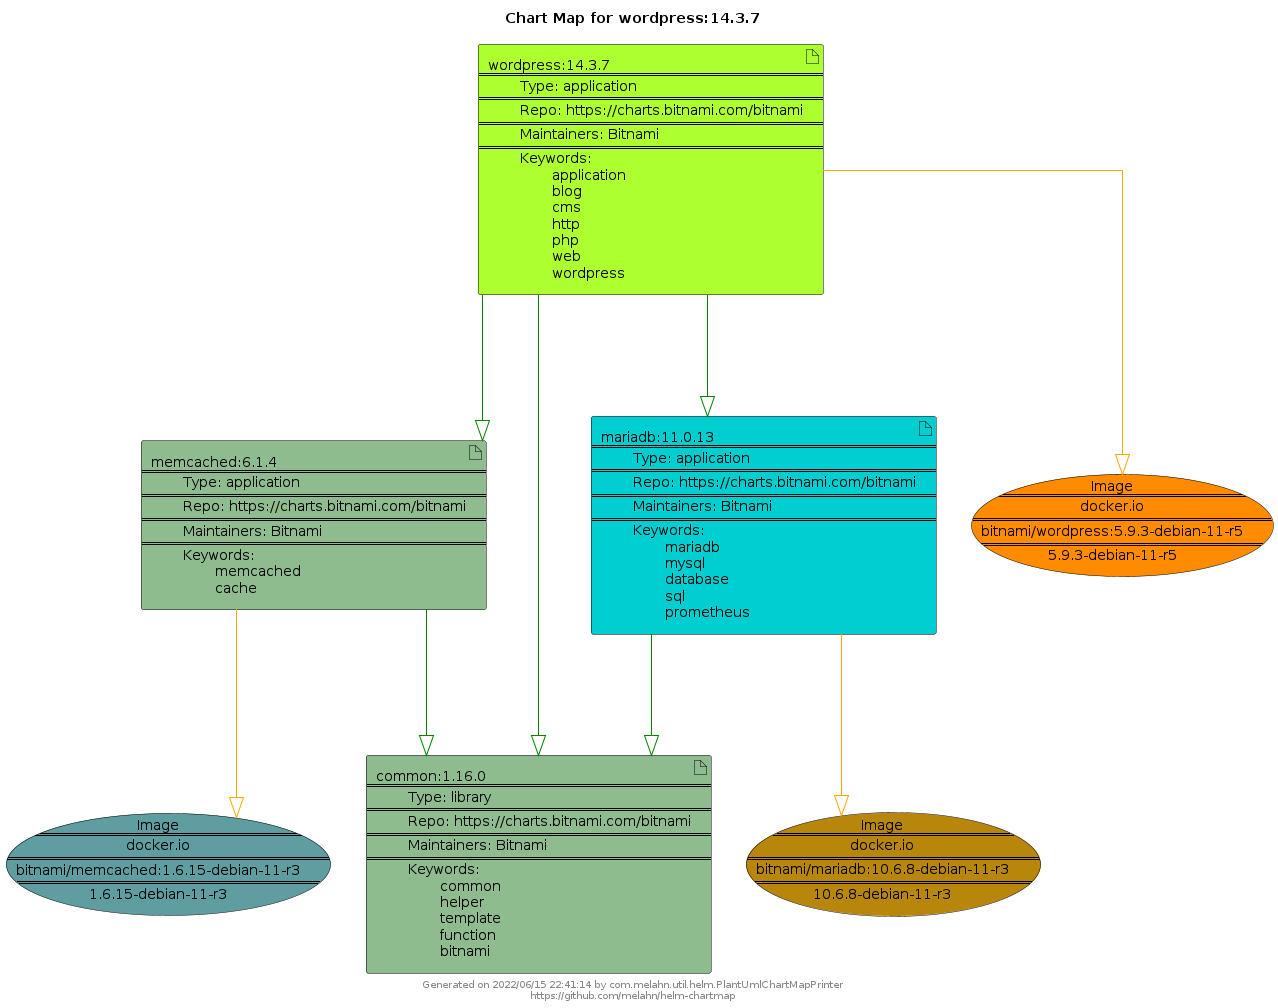 Chart Map for wordpress:14.3.7
wordpress:14.3.7
Type: application
Repo: https://charts.bitnami.com/bitnami
Maintainers: Bitnami
Keywords:
application
blog
cms
http
php
web
wordpress
memcached:6.1.4
Type: application
Repo: https://charts.bitnami.com/bitnami
Maintainers: Bitnami
Keywords:
memcached
cache
mariadb:11.0.13
Type: application
Repo: https://charts.bitnami.com/bitnami
Maintainers: Bitnami
Keywords:
mariadb
mysql
database
sql
prometheus
Image
docker.io
bitnami/wordpress:5.9.3-debian-11-r5
5.9.3-debian-11-r5
Image
docker.io
bitnami/memcached:1.6.15-debian-11-r3
1.6.15-debian-11-r3
common:1.16.0
Type: library
Repo: https://charts.bitnami.com/bitnami
Maintainers: Bitnami
Keywords:
common
helper
template
function
bitnami
Image
docker.io
bitnami/mariadb:10.6.8-debian-11-r3
10.6.8-debian-11-r3
Generated on 2022/06/15 22:41:14 by com.melahn.util.helm.PlantUmlChartMapPrinter
https://github.com/melahn/helm-chartmap